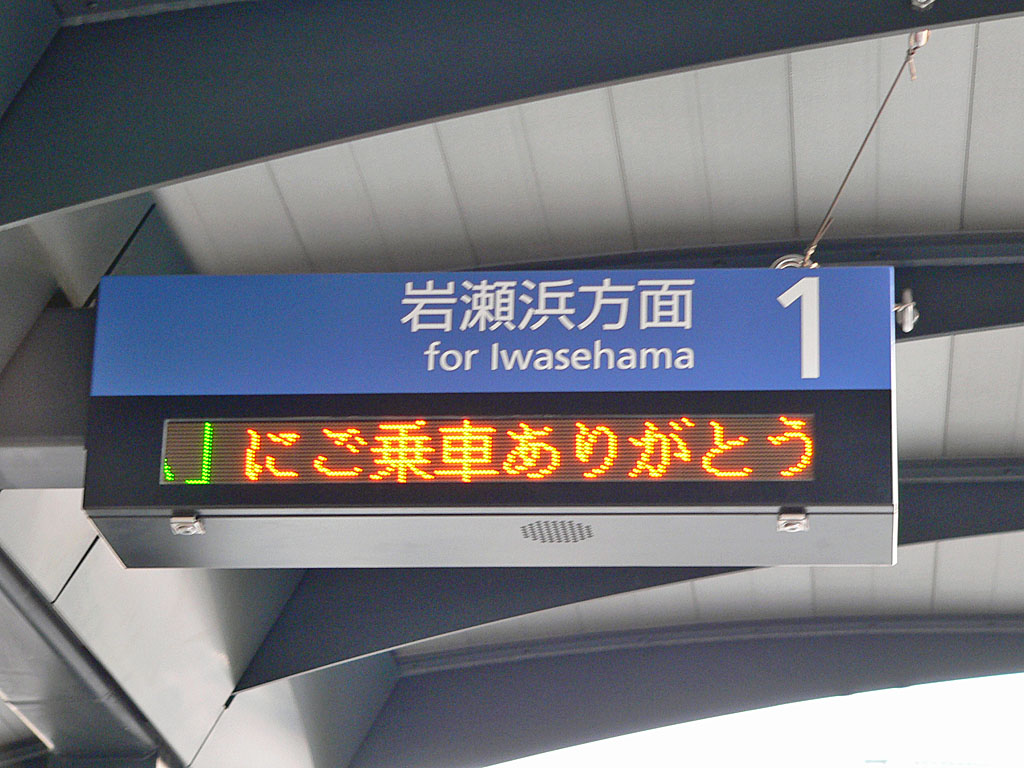 岩瀬浜方面
for Iwasehama
1
にご乗車ありがとう